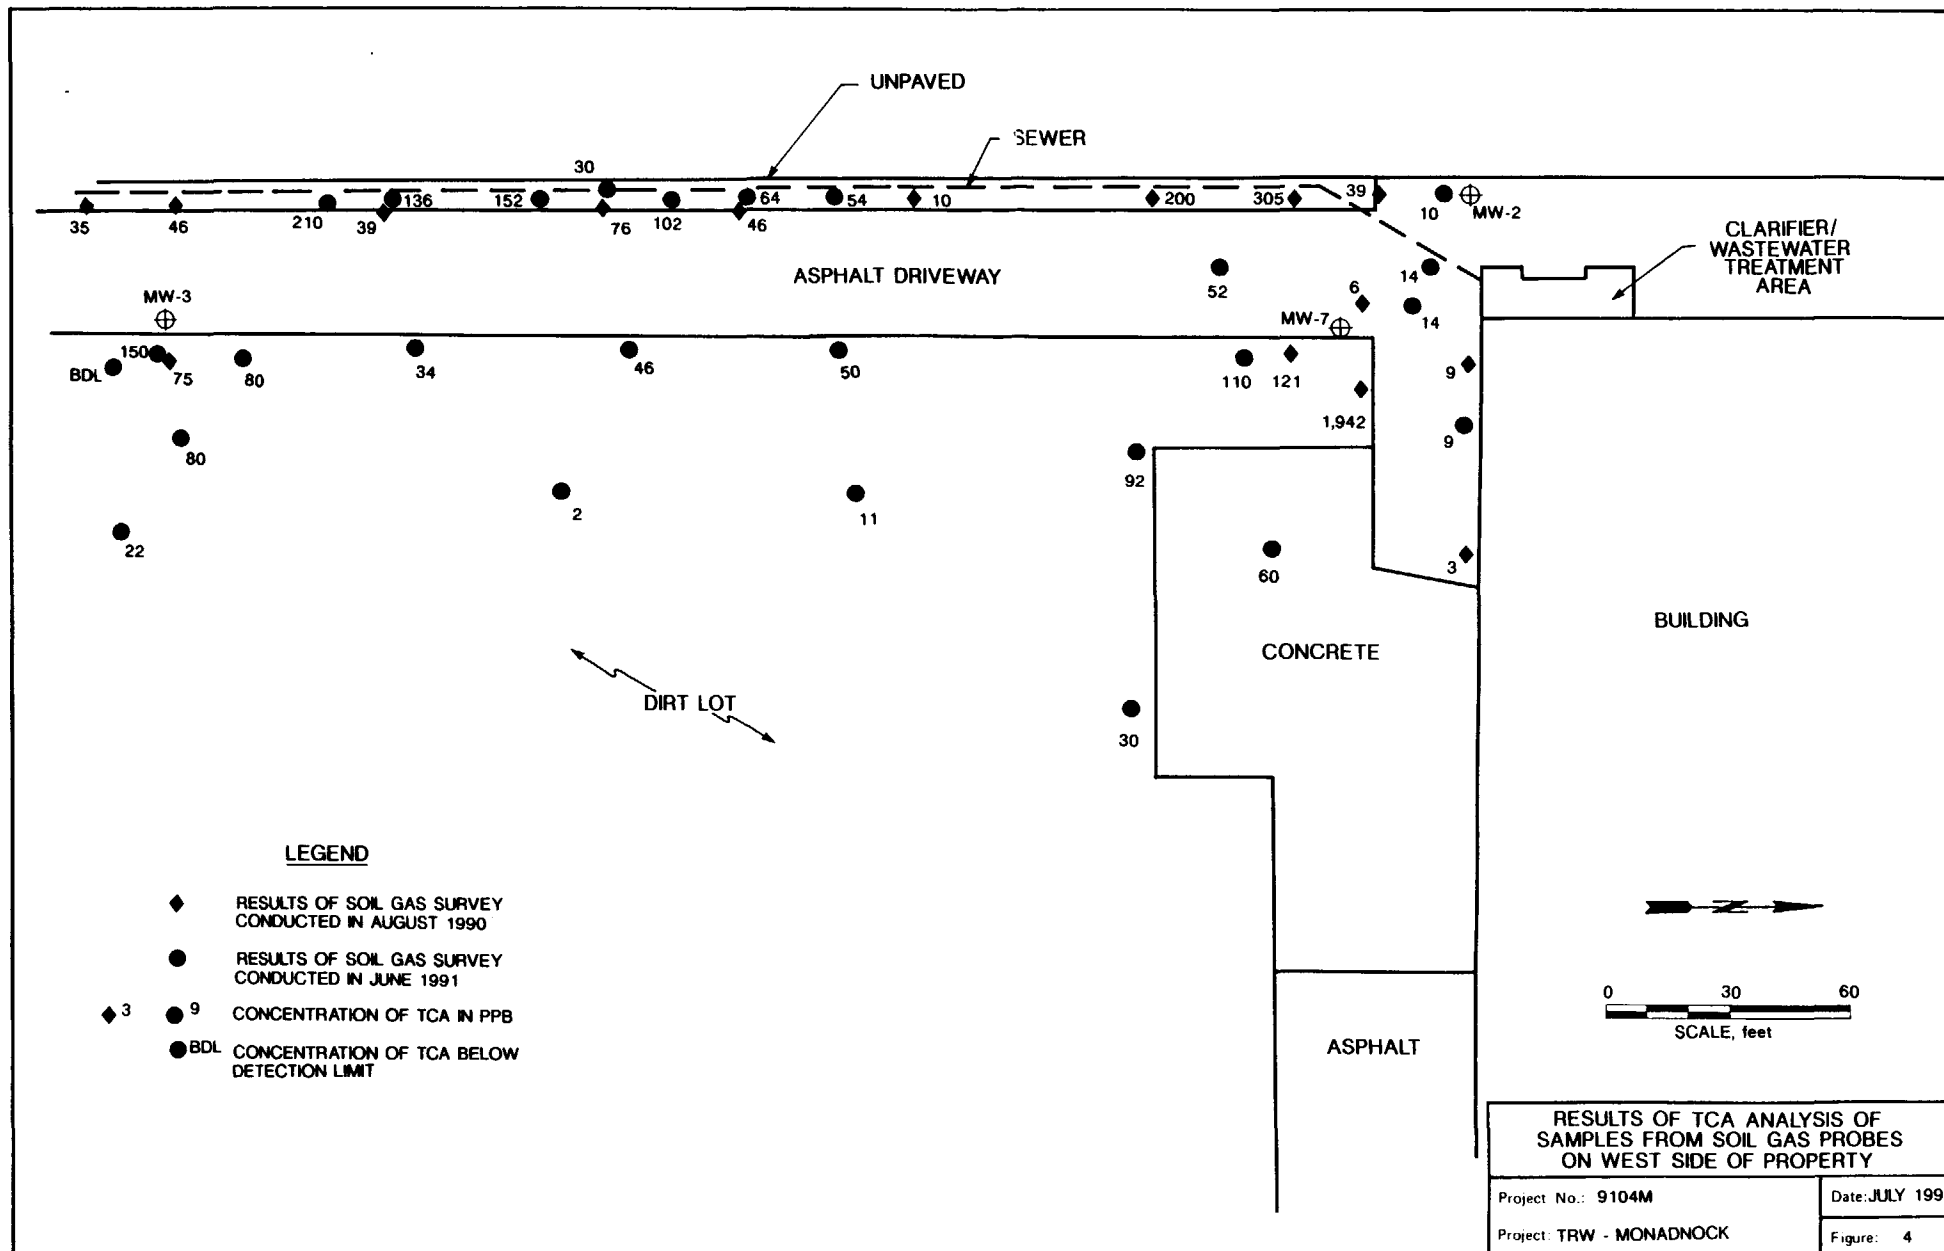 UNPAVED
SEWER
30
35
46
210
39
136
152
76
102
64
46
54
10
200
305
39
10
MW-2
CLARIFIER/
WASTEWATER
TREATMENT
AREA
ASPHALT DRIVEWAY
52
14
6
14
MW-3
MW-7
150
BDL
75
80
34
46
50
110
121
9
1,942
9
80
92
2
11
22
60
3
BUILDING
CONCRETE
DIRT LOT
30
LEGEND
RESULTS OF SOIL GAS SURVEY
CONDUCTED IN AUGUST 1990
RESULTS OF SOIL GAS SURVEY
CONDUCTED IN JUNE 1991
3 9 CONCENTRATION OF TCA IN PPB
BDL CONCENTRATION OF TCA BELOW
DETECTION LIMIT
N
0 30 60
SCALE, feet
ASPHALT
RESULTS OF TCA ANALYSIS OF
SAMPLES FROM SOIL GAS PROBES
ON WEST SIDE OF PROPERTY
Project No.: 9104M
Date: JULY 199
Project: TRW - MONADNOCK
Figure: 4